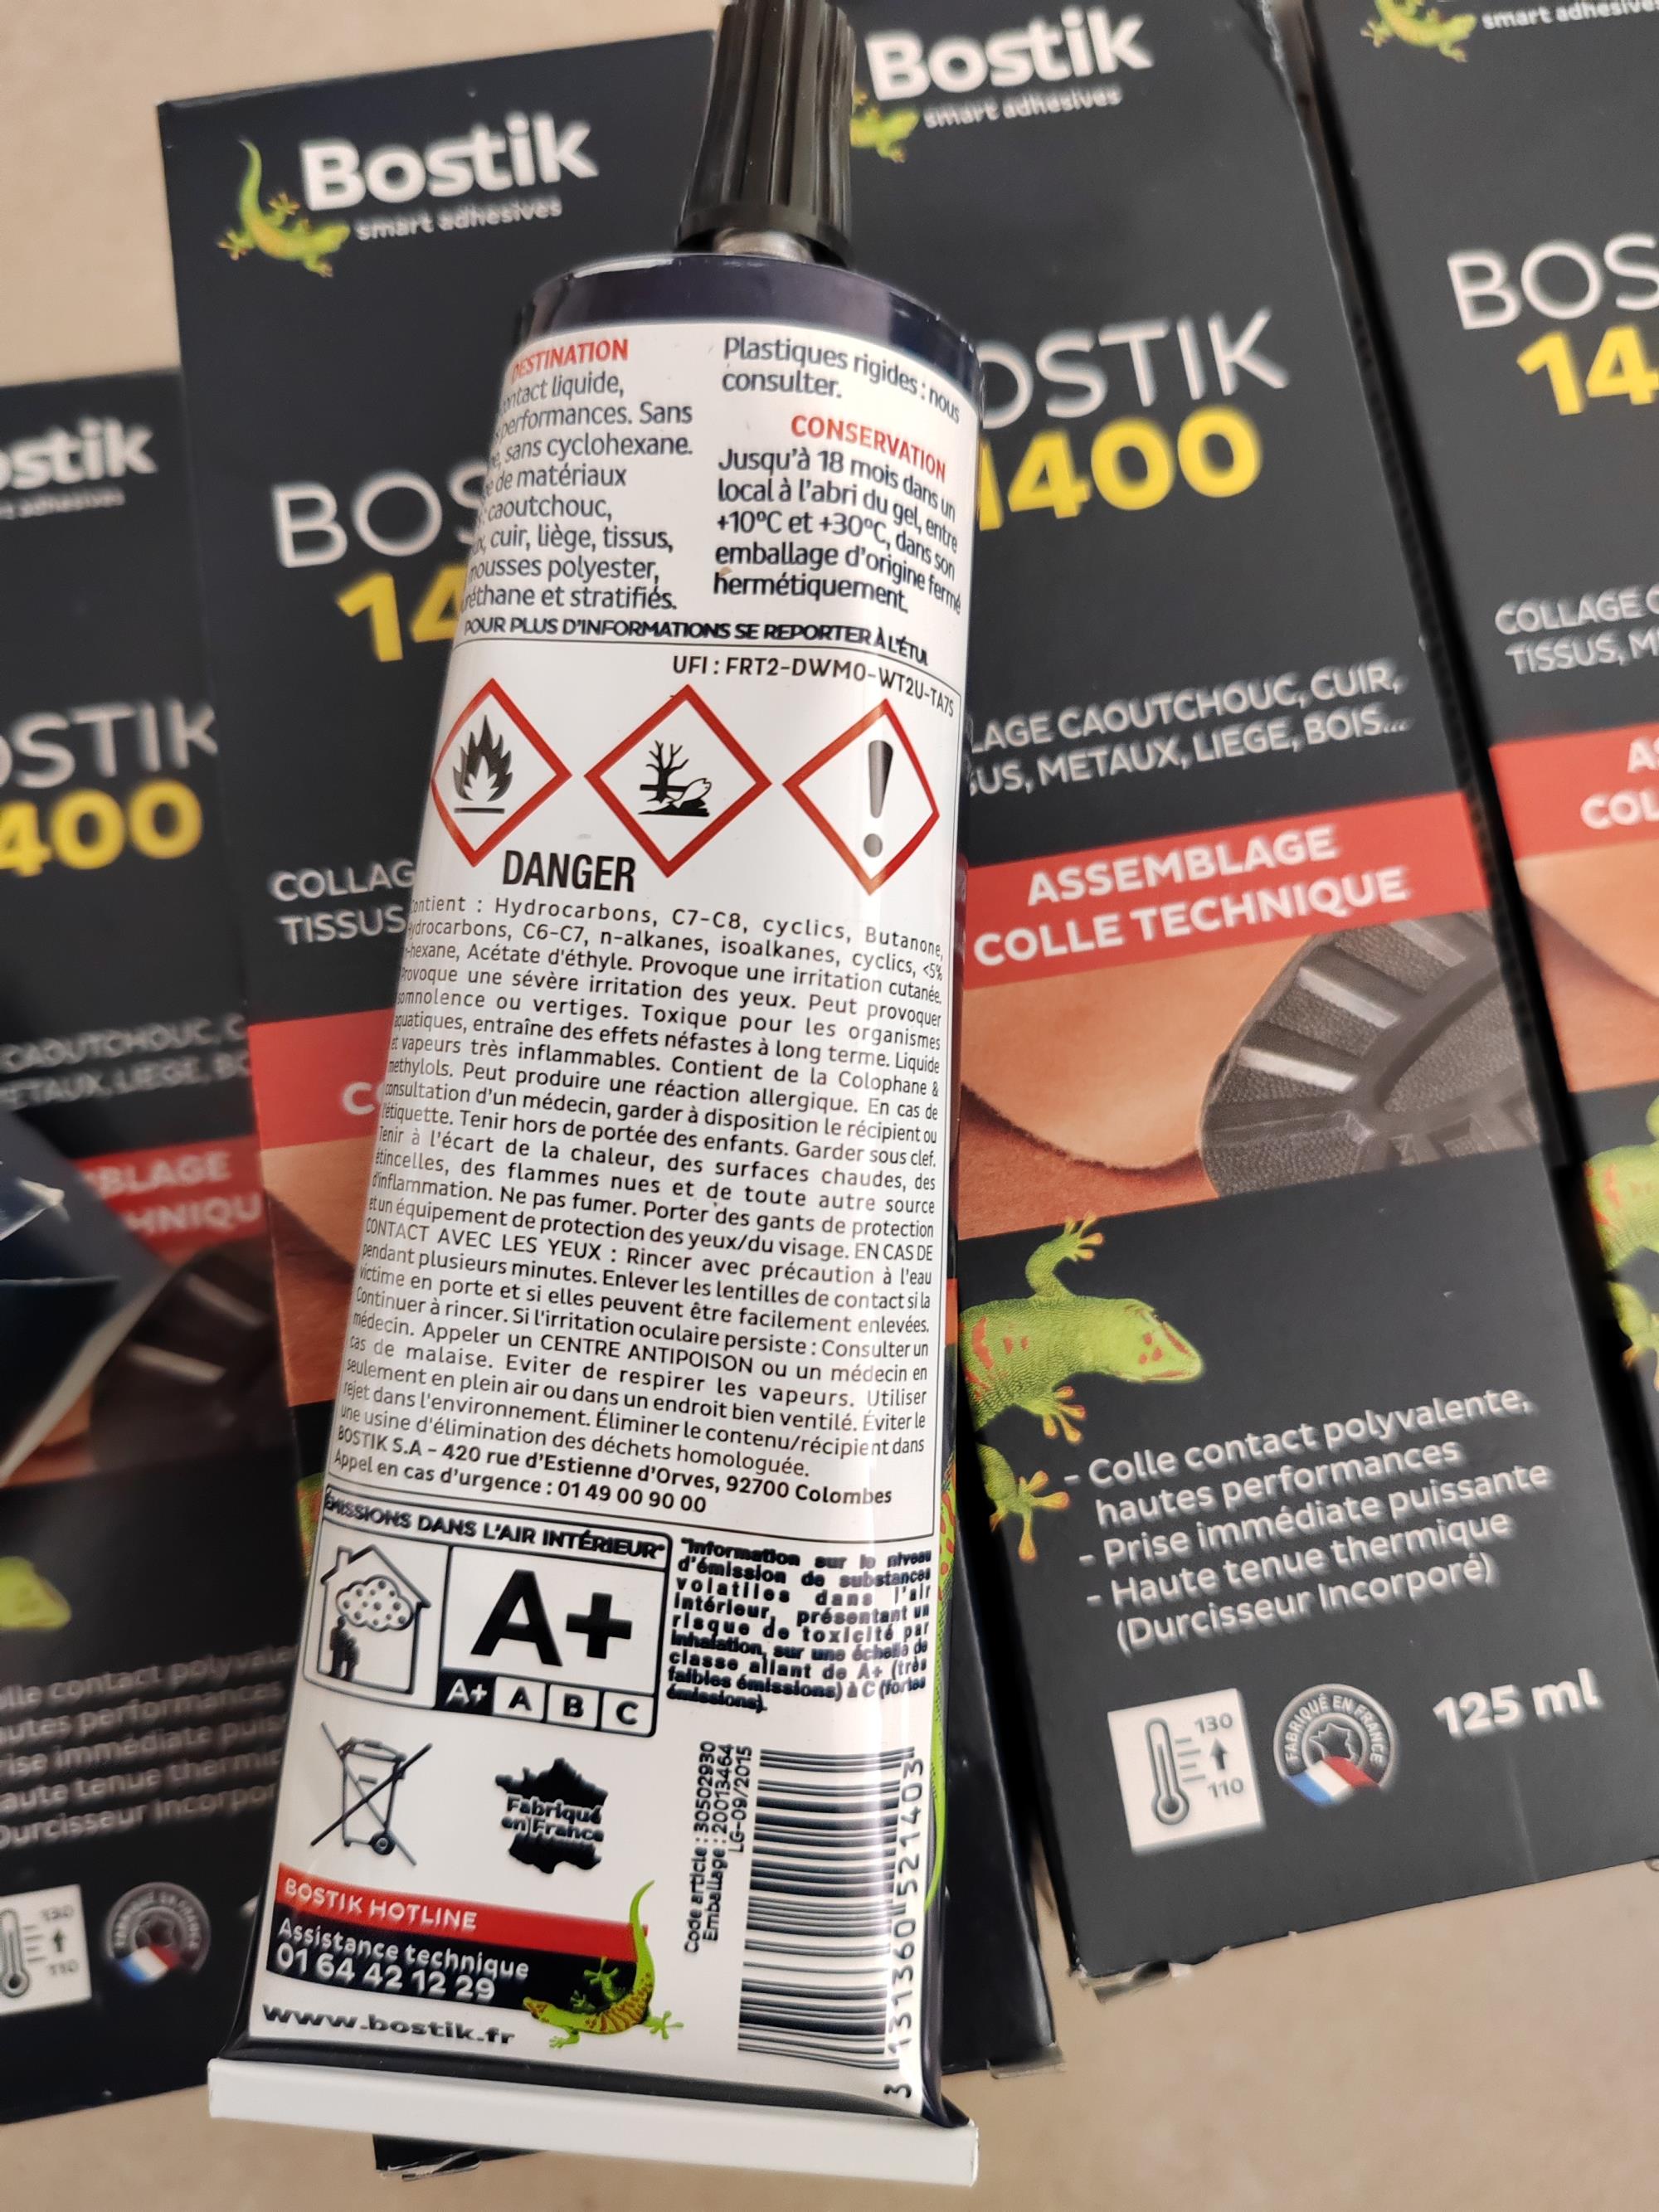 Bostik
smart adhesives
Bostik
smart adhesives
smart adhesives
DESTINATION
contact liquide,
performances. Sans
sans cyclohexane.
de matériaux
caoutchouc,
cuir, liège, tissus,
mousses polyester,
et stratifiés.
Plastiques rigides : nous
consulter.
CONSERVATION
Jusqu'à 18 mois dans un
local à l'abri du gel, entre
+10°C et +30°C, dans son
emballage d'origine fermé
hermétiquement.
POUR PLUS D'INFORMATIONS SE REPORTER À L'ÉTUI
UFI : FRT2-DWM0-WT2U-TA7S
DANGER
Contient : Hydrocarbons, C7-C8, cyclics, Butanone,
Hydrocarbons, C6-C7, n-alkanes, isoalkanes, cyclics, <5%
n-hexane, Acétate d'éthyle. Provoque une irritation cutanée.
Provoque une sévère irritation des yeux. Peut provoquer
somnolence ou vertiges. Toxique pour les organismes
aquatiques, entraîne des effets néfastes à long terme. Liquide
et vapeurs très inflammables. Contient de la Colophane &
methylols. Peut produire une réaction allergique. En cas de
consultation d'un médecin, garder à disposition le récipient ou
l'étiquette. Tenir hors de portée des enfants. Garder sous clef.
Tenir à l'écart de la chaleur, des surfaces chaudes, des
étincelles, des flammes nues et de toute autre source
d'inflammation. Ne pas fumer. Porter des gants de protection
et un équipement de protection des yeux/du visage. EN CAS DE
CONTACT AVEC LES YEUX : Rincer avec précaution à l'eau
pendant plusieurs minutes. Enlever les lentilles de contact si la
victime en porte et si elles peuvent être facilement enlevées.
Continuer à rincer. Si l'irritation oculaire persiste : Consulter un
médecin. Appeler un CENTRE ANTIPOISON ou un médecin en
cas de malaise. Eviter de respirer les vapeurs. Utiliser
seulement en plein air ou dans un endroit bien ventilé. Éviter le
rejet dans l'environnement. Éliminer le contenu/récipient dans
une usine d'élimination des déchets homologuée.
BOSTIK S.A - 420 rue d'Estienne d'Orves, 92700 Colombes
Appel en cas d'urgence : 01 49 00 90 00
ÉMISSIONS DANS L'AIR INTÉRIEUR*
A+
A+ A B C
*Information sur le niveau
d'émission de substances
volatiles dans l'air
intérieur, présentant un
risque de toxicité par
inhalation, sur une échelle de
classe allant de A+ (très
faibles émissions) à C (fortes
émissions).
Fabriqué
en France
Code article : 30502930
Emballage : 20013464
LG-09/2015
3 131360 521403
BOSTIK HOTLINE
Assistance technique
01 64 42 12 29
www.bostik.fr
BOSTIK
1400
COLLAGE CAOUTCHOUC, CUIR,
TISSUS, METAUX, LIEGE, BOIS...
ASSEMBLAGE
COLLE TECHNIQUE
- Colle contact polyvalente,
hautes performances
- Prise immédiate puissante
- Haute tenue thermique
(Durcisseur Incorporé)
130
110
FABRIQUÉ EN FRANCE
125 ml